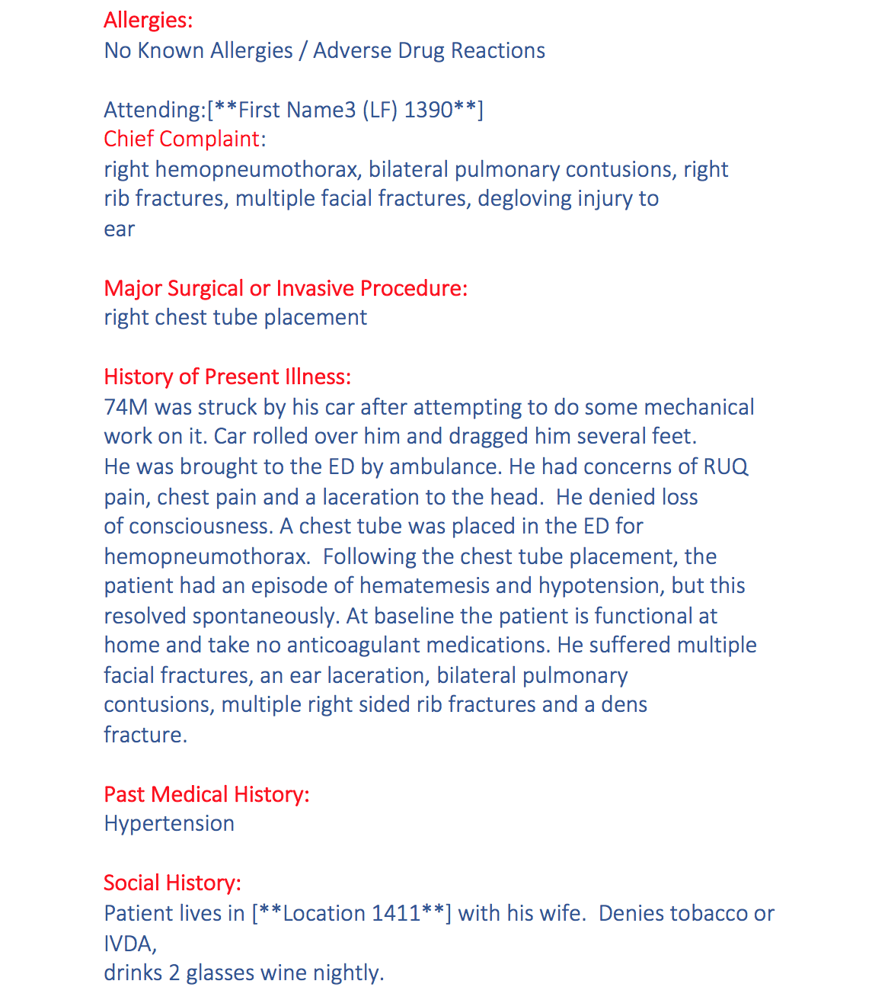 Allergies:
No Known Allergies / Adverse Drug Reactions
Attending:[**First Name3 (LF) 1390**]
Chief Complaint:
right hemopneumothorax, bilateral pulmonary contusions, right
rib fractures, multiple facial fractures, degloving injury to
ear
Major Surgical or Invasive Procedure:
right chest tube placement
History of Present Illness:
74M was struck by his car after attempting to do some mechanical
work on it. Car rolled over him and dragged him several feet.
He was brought to the ED by ambulance. He had concerns of RUQ
pain, chest pain and a laceration to the head.  He denied loss
of consciousness. A chest tube was placed in the ED for
hemopneumothorax.  Following the chest tube placement, the
patient had an episode of hematemesis and hypotension, but this
resolved spontaneously. At baseline the patient is functional at
home and take no anticoagulant medications. He suffered multiple
facial fractures, an ear laceration, bilateral pulmonary
contusions, multiple right sided rib fractures and a dens
fracture.
Past Medical History:
Hypertension
Social History:
Patient lives in [**Location 1411**] with his wife.  Denies tobacco or
IVDA,
drinks 2 glasses wine nightly.